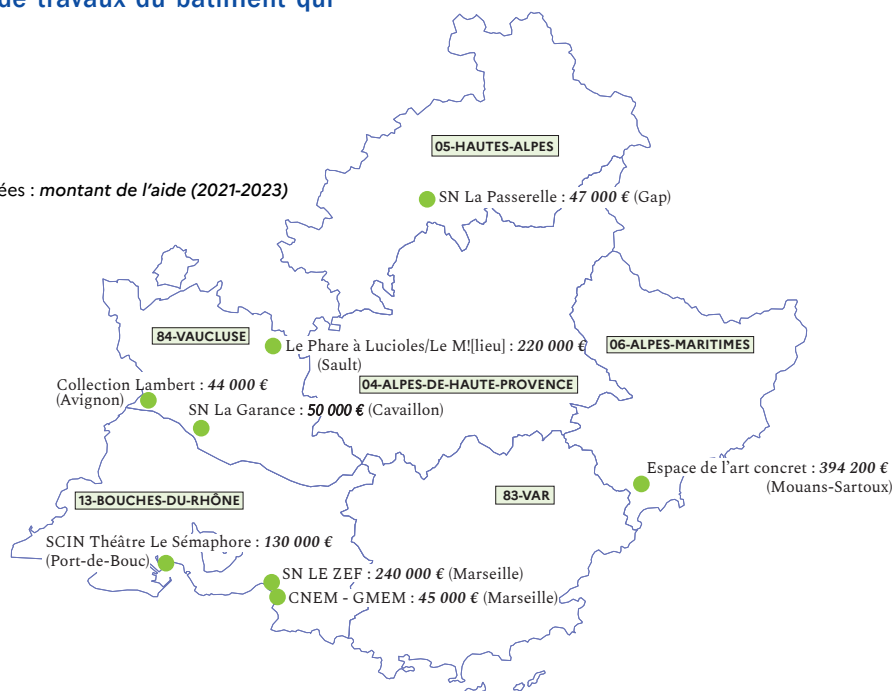 de travaux du bâtiment qui
ées : montant de l'aide (2021-2023)
05-HAUTES-ALPES
SN La Passerelle : 47 000 € (Gap)
84-VAUCLUSE
Le Phare à Lucioles/Le M![lieu] : 220 000 €
(Sault)
06-ALPES-MARITIMES
04-ALPES-DE-HAUTE-PROVENCE
Collection Lambert : 44 000 €
(Avignon)
SN La Garance : 50 000 € (Cavaillon)
Espace de l'art concret : 394 200 €
(Mouans-Sartoux)
13-BOUCHES-DU-RHÔNE
83-VAR
SCIN Théâtre Le Sémaphore : 130 000 €
(Port-de-Bouc)
SN LE ZEF : 240 000 € (Marseille)
CNEM - GMEM : 45 000 € (Marseille)